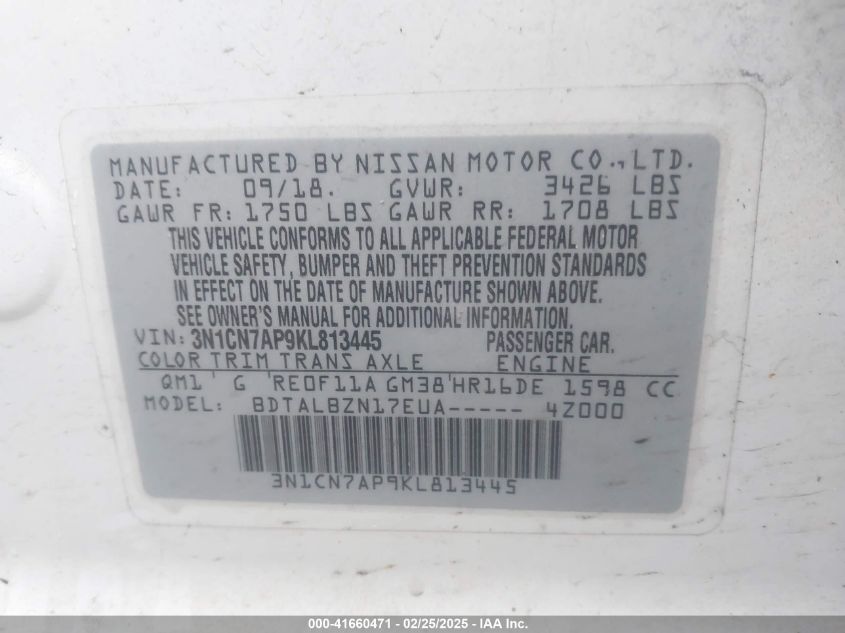 MANUFACTURED BY NISSAN MOTOR CO., LTD.
DATE: 09/18. GVWR: 3426 LBS
GAWR FR: 1750 LBS GAWR RR: 1708 LBS
THIS VEHICLE CONFORMS TO ALL APPLICABLE FEDERAL MOTOR
VEHICLE SAFETY, BUMPER AND THEFT PREVENTION STANDARDS
IN EFFECT ON THE DATE OF MANUFACTURE SHOWN ABOVE.
SEE OWNER'S MANUAL FOR ADDITIONAL INFORMATION.
VIN: 3N1CN7AP9KL813445 PASSENGER CAR.
COLOR TRIM TRANS AXLE ENGINE
QM1 G RE0F11A GM38 HR16DE 1598 CC
MODEL: BDTALBZN17EUA----- 4Z000
3N1CN7AP9KL813445
000-41660471 - 02/25/2025 - IAA Inc.